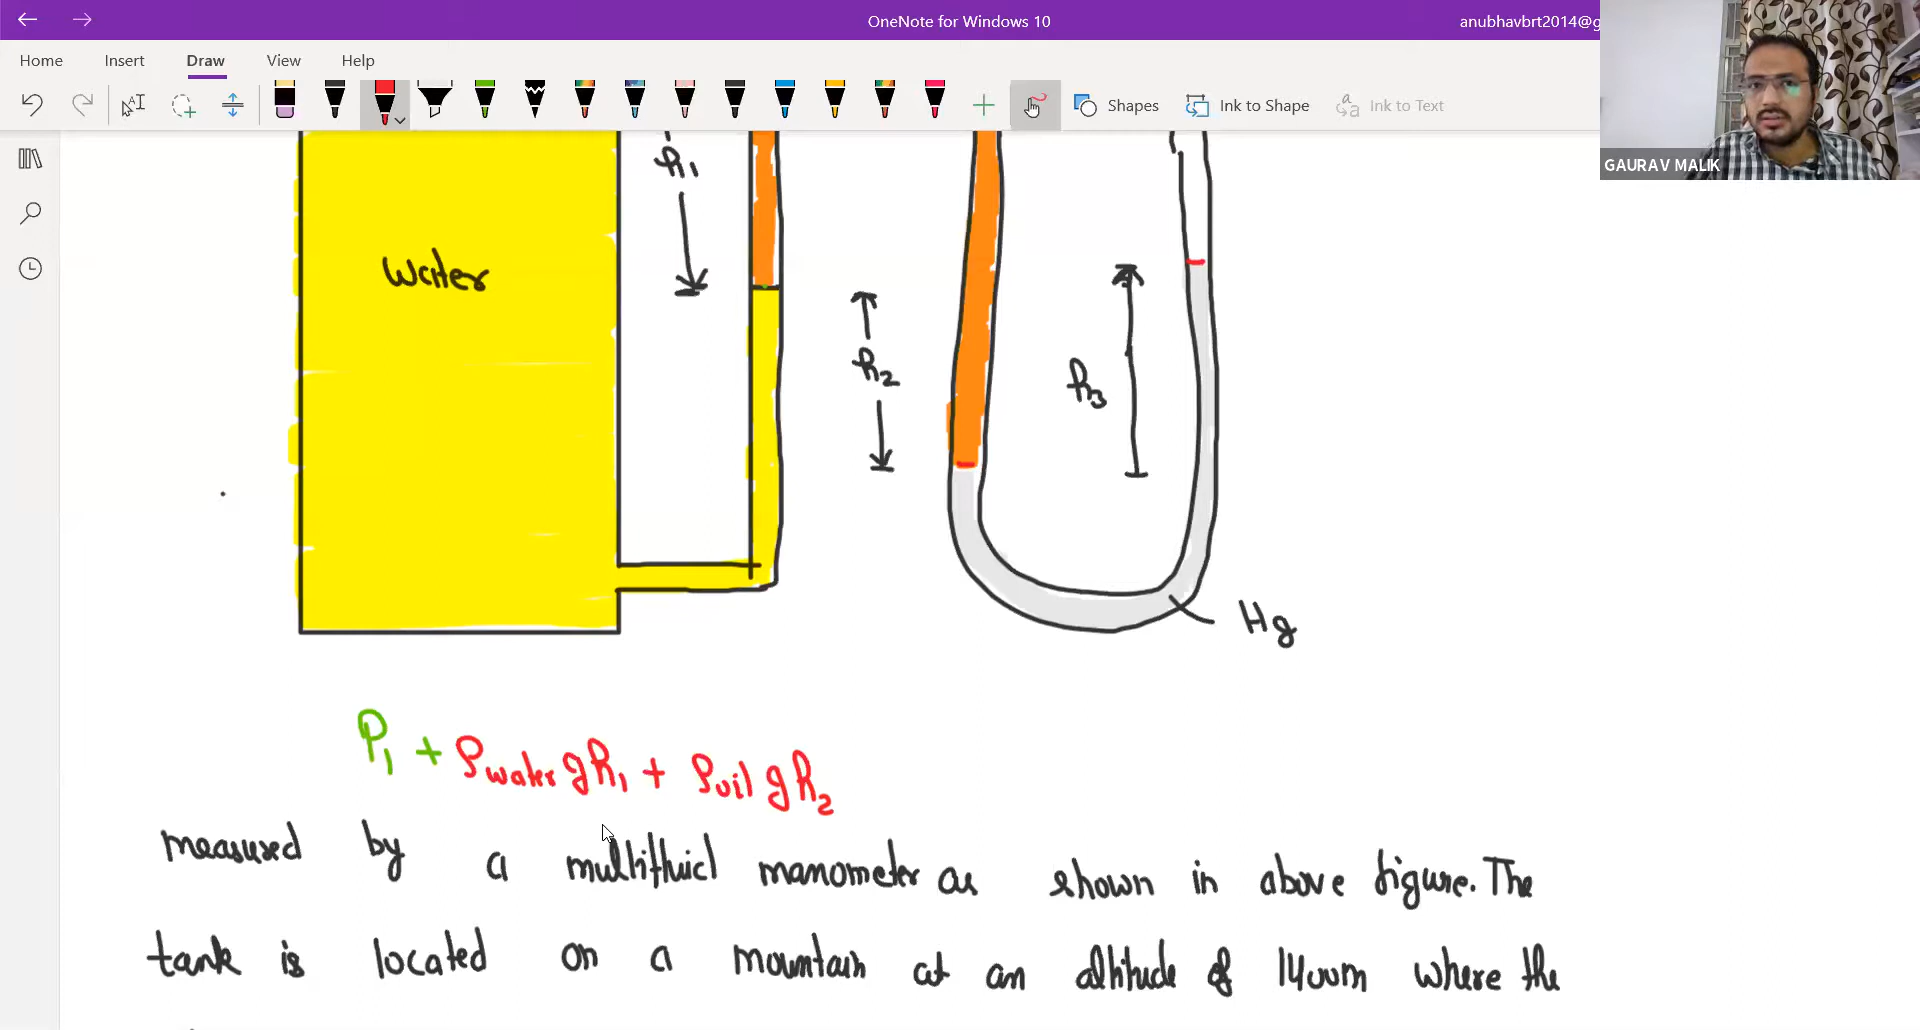 OneNote for Windows 10
anubhavbrt2014@g
Home Insert Draw View Help
Shapes Ink to Shape Ink to Text
GAURAV MALIK
h₁
Water
h₂
h₃
Hg
P₁ + ρwater gh₁ + ρoil gh₂
measured by a multifluid manometer as shown in above figure. The
tank is located on a mountain at an altitude of 1400m where the